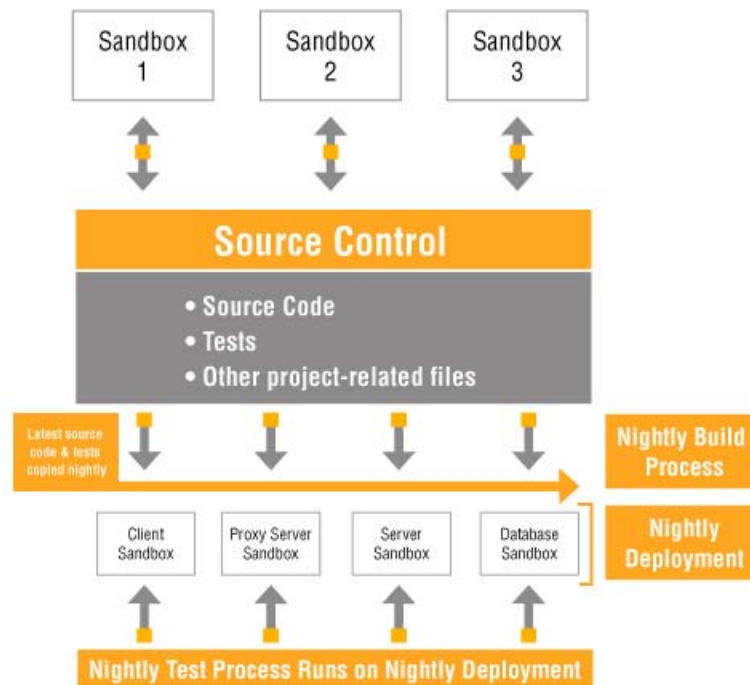 Sandbox
1
Sandbox
2
Sandbox
3
Source Control
• Source Code
• Tests
• Other project-related files
Latest source
code & tests
copied nightly
Nightly Build
Process
Client
Sandbox
Proxy Server
Sandbox
Server
Sandbox
Database
Sandbox
Nightly
Deployment
Nightly Test Process Runs on Nightly Deployment